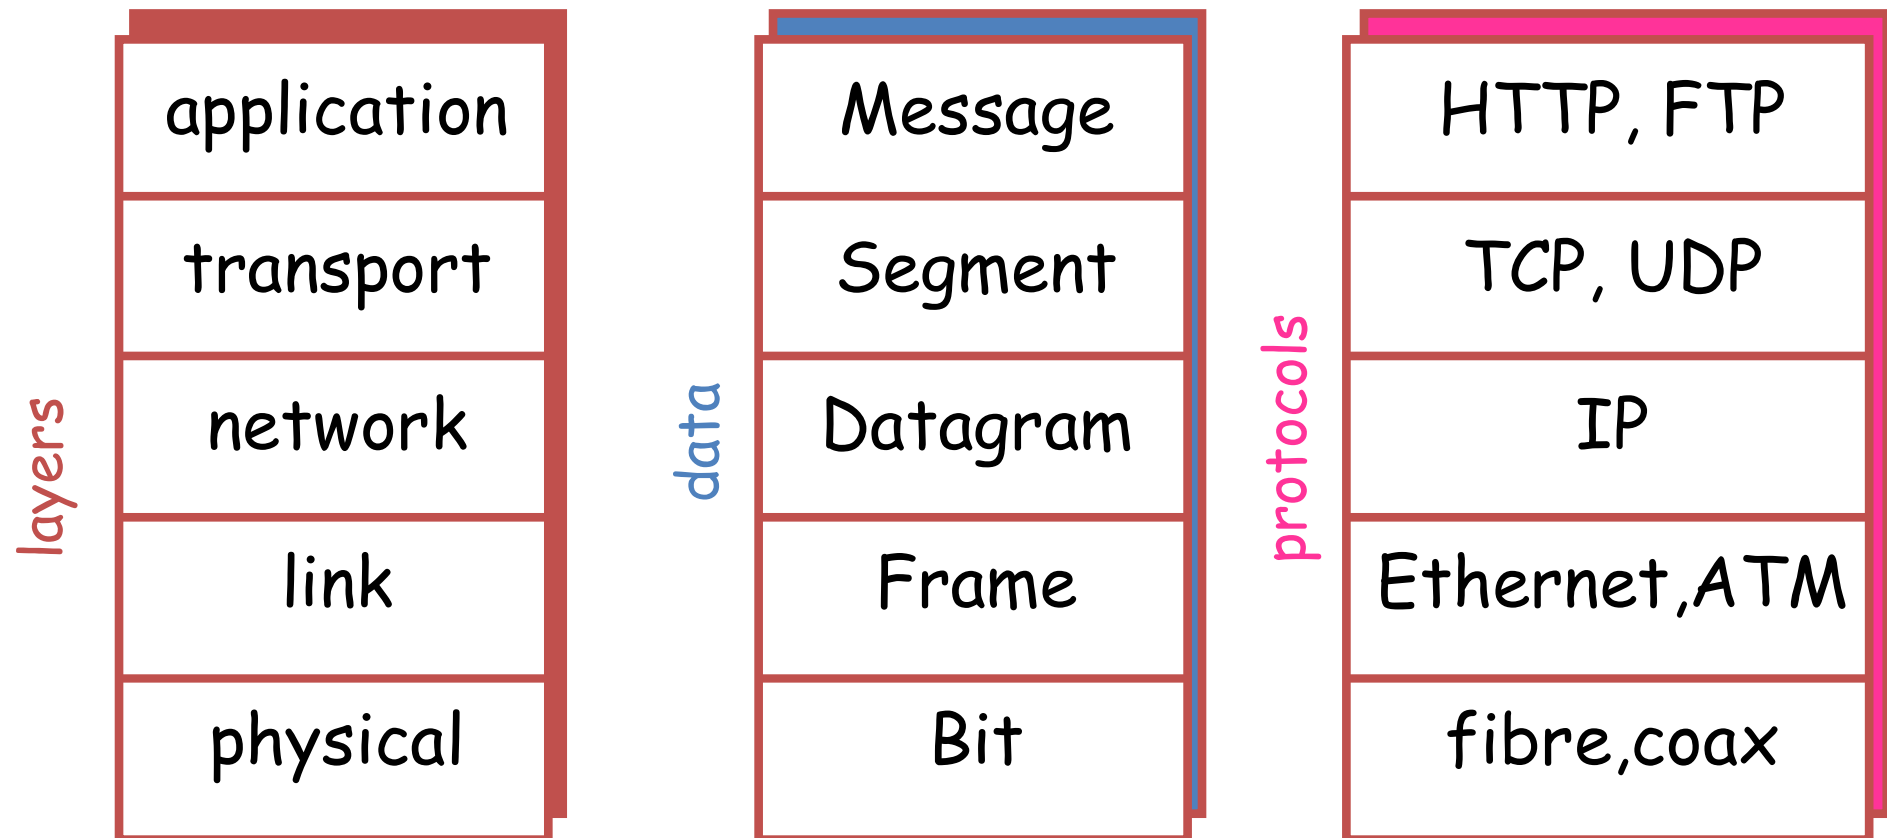 layers
application
transport
network
link
physical
data
Message
Segment
Datagram
Frame
Bit
protocols
HTTP, FTP
TCP, UDP
IP
Ethernet,ATM
fibre,coax